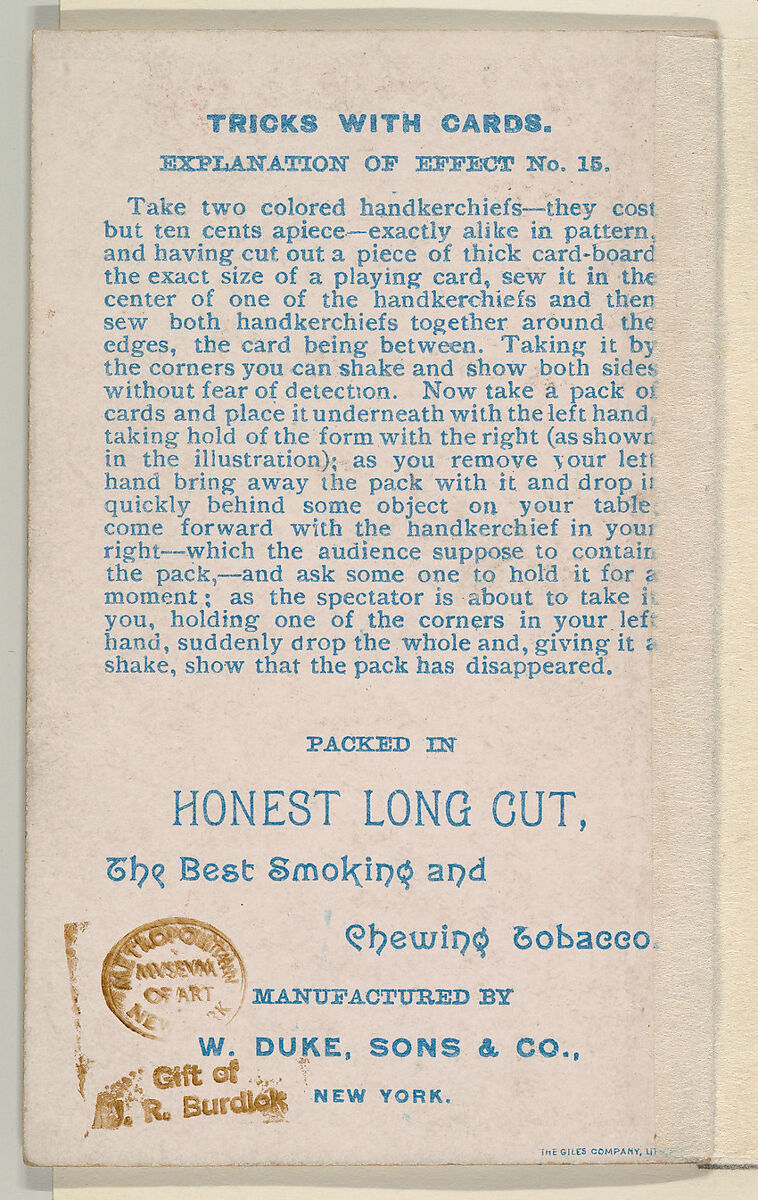 TRICKS WITH CARDS.
EXPLANATION OF EFFECT No. 15.
Take two colored handkerchiefs—they cost
but ten cents apiece—exactly alike in pattern,
and having cut out a piece of thick card-board
the exact size of a playing card, sew it in the
center of one of the handkerchiefs and then
sew both handkerchiefs together around the
edges, the card being between. Taking it by
the corners you can shake and show both sides
without fear of detection. Now take a pack of
cards and place it underneath with the left hand,
taking hold of the form with the right (as shown
in the illustration); as you remove your left
hand bring away the pack with it and drop it
quickly behind some object on your table,
come forward with the handkerchief in your
right—which the audience suppose to contain
the pack,—and ask some one to hold it for a
moment; as the spectator is about to take it
you, holding one of the corners in your left
hand, suddenly drop the whole and, giving it a
shake, show that the pack has disappeared.
PACKED IN
HONEST LONG CUT,
The Best Smoking and
Chewing Tobacco.
MANUFACTURED BY
W. DUKE, SONS & CO.,
NEW YORK.
METROPOLITAN
MUSEUM
OF ART
NEW YORK
Gift of
J. R. Burdick
THE GILES COMPANY,